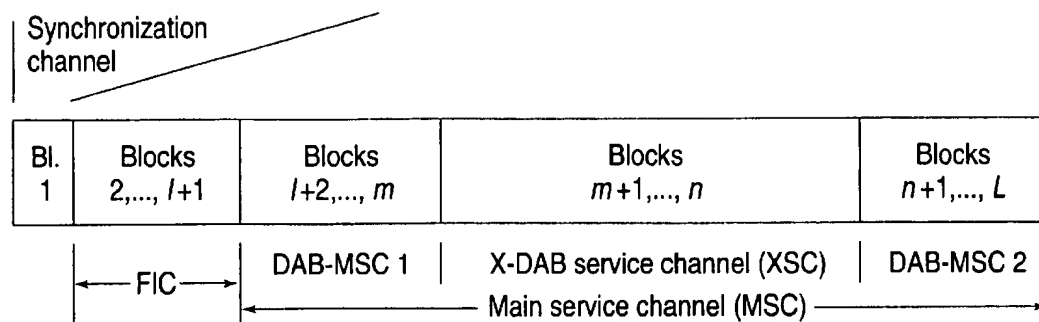 Synchronization
channel
Bl. Blocks Blocks Blocks Blocks
1 2,..., l+1 l+2,..., m m+1,..., n n+1,..., L
DAB-MSC 1 X-DAB service channel (XSC) DAB-MSC 2
FIC
Main service channel (MSC)